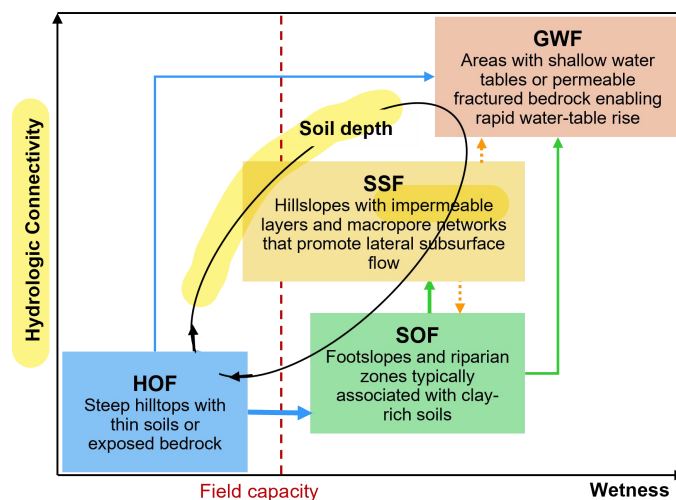 GWF
Areas with shallow water
tables or permeable
fractured bedrock enabling
rapid water-table rise
Soil depth
SSF
Hillslopes with impermeable
layers and macropore networks
that promote lateral subsurface
flow
Hydrologic Connectivity
SOF
Footslopes and riparian
zones typically
associated with clay-
rich soils
HOF
Steep hilltops with
thin soils or
exposed bedrock
Field capacity
Wetness